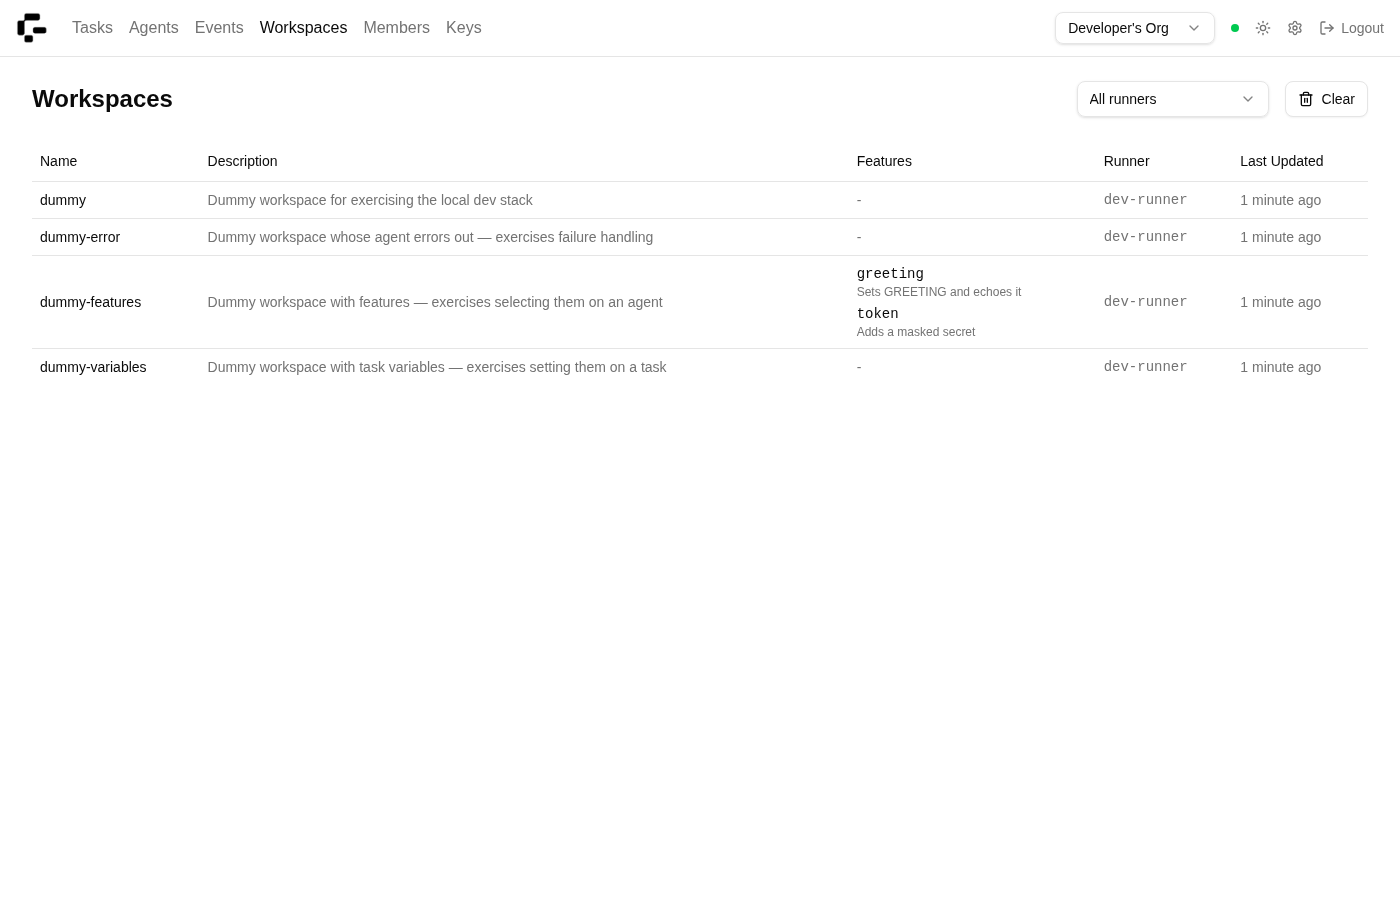 Tasks Agents Events Workspaces Members Keys Developer's Org Logout
Workspaces All runners Clear
Name Description Features Runner Last Updated
dummy Dummy workspace for exercising the local dev stack - dev-runner 1 minute ago
dummy-error Dummy workspace whose agent errors out — exercises failure handling - dev-runner 1 minute ago
greeting
Sets GREETING and echoes it
dummy-features Dummy workspace with features — exercises selecting them on an agent dev-runner 1 minute ago
token
Adds a masked secret
dummy-variables Dummy workspace with task variables — exercises setting them on a task - dev-runner 1 minute ago